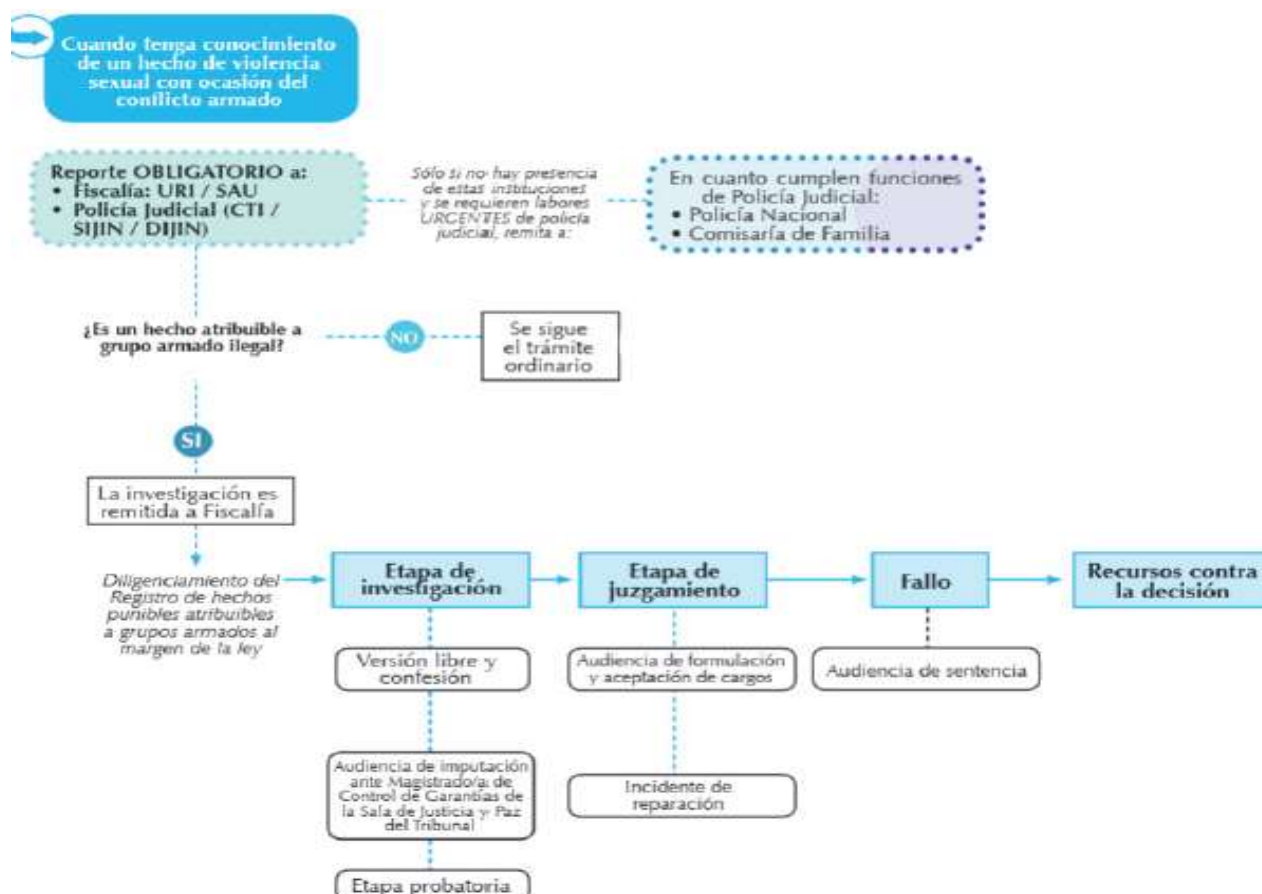 Cuando tenga conocimiento
de un hecho de violencia
sexual con ocasión del
conflicto armado
Reporte OBLIGATORIO a:
• Fiscalía: URI / SAU
• Policía Judicial (CTI /
SIJIN / DIJIN)
Sólo si no hay presencia
de estas instituciones
y se requieren labores
URGENTES de policía
judicial, remita a:
En cuanto cumplen funciones
de Policía Judicial:
• Policía Nacional
• Comisaría de Familia
¿Es un hecho atribuible a
grupo armado ilegal?
NO
Se sigue
el trámite
ordinario
SI
La investigación es
remitida a Fiscalía
Diligenciamiento del
Registro de hechos
punibles atribuibles
a grupos armados al
margen de la ley
Etapa de
investigación
Etapa de
juzgamiento
Fallo
Recursos contra
la decisión
Versión libre y
confesión
Audiencia de formulación
y aceptación de cargos
Audiencia de sentencia
Audiencia de imputación
ante Magistrado/a de
Control de Garantías de
la Sala de Justicia y Paz
del Tribunal
Incidente de
reparación
Etapa probatoria